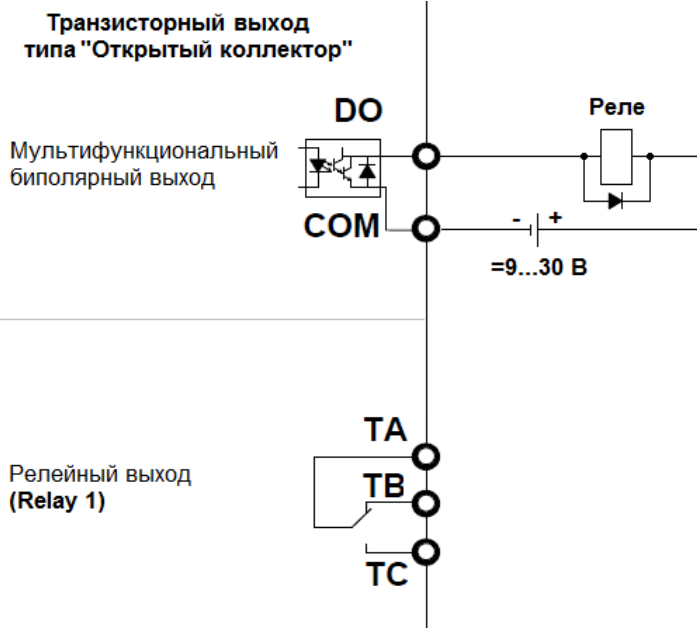 Транзисторный выход
типа "Открытый коллектор"
DO
Реле
Мультифункциональный
биполярный выход
COM
- +
=9...30 В
TA
Релейный выход
(Relay 1)
TB
TC